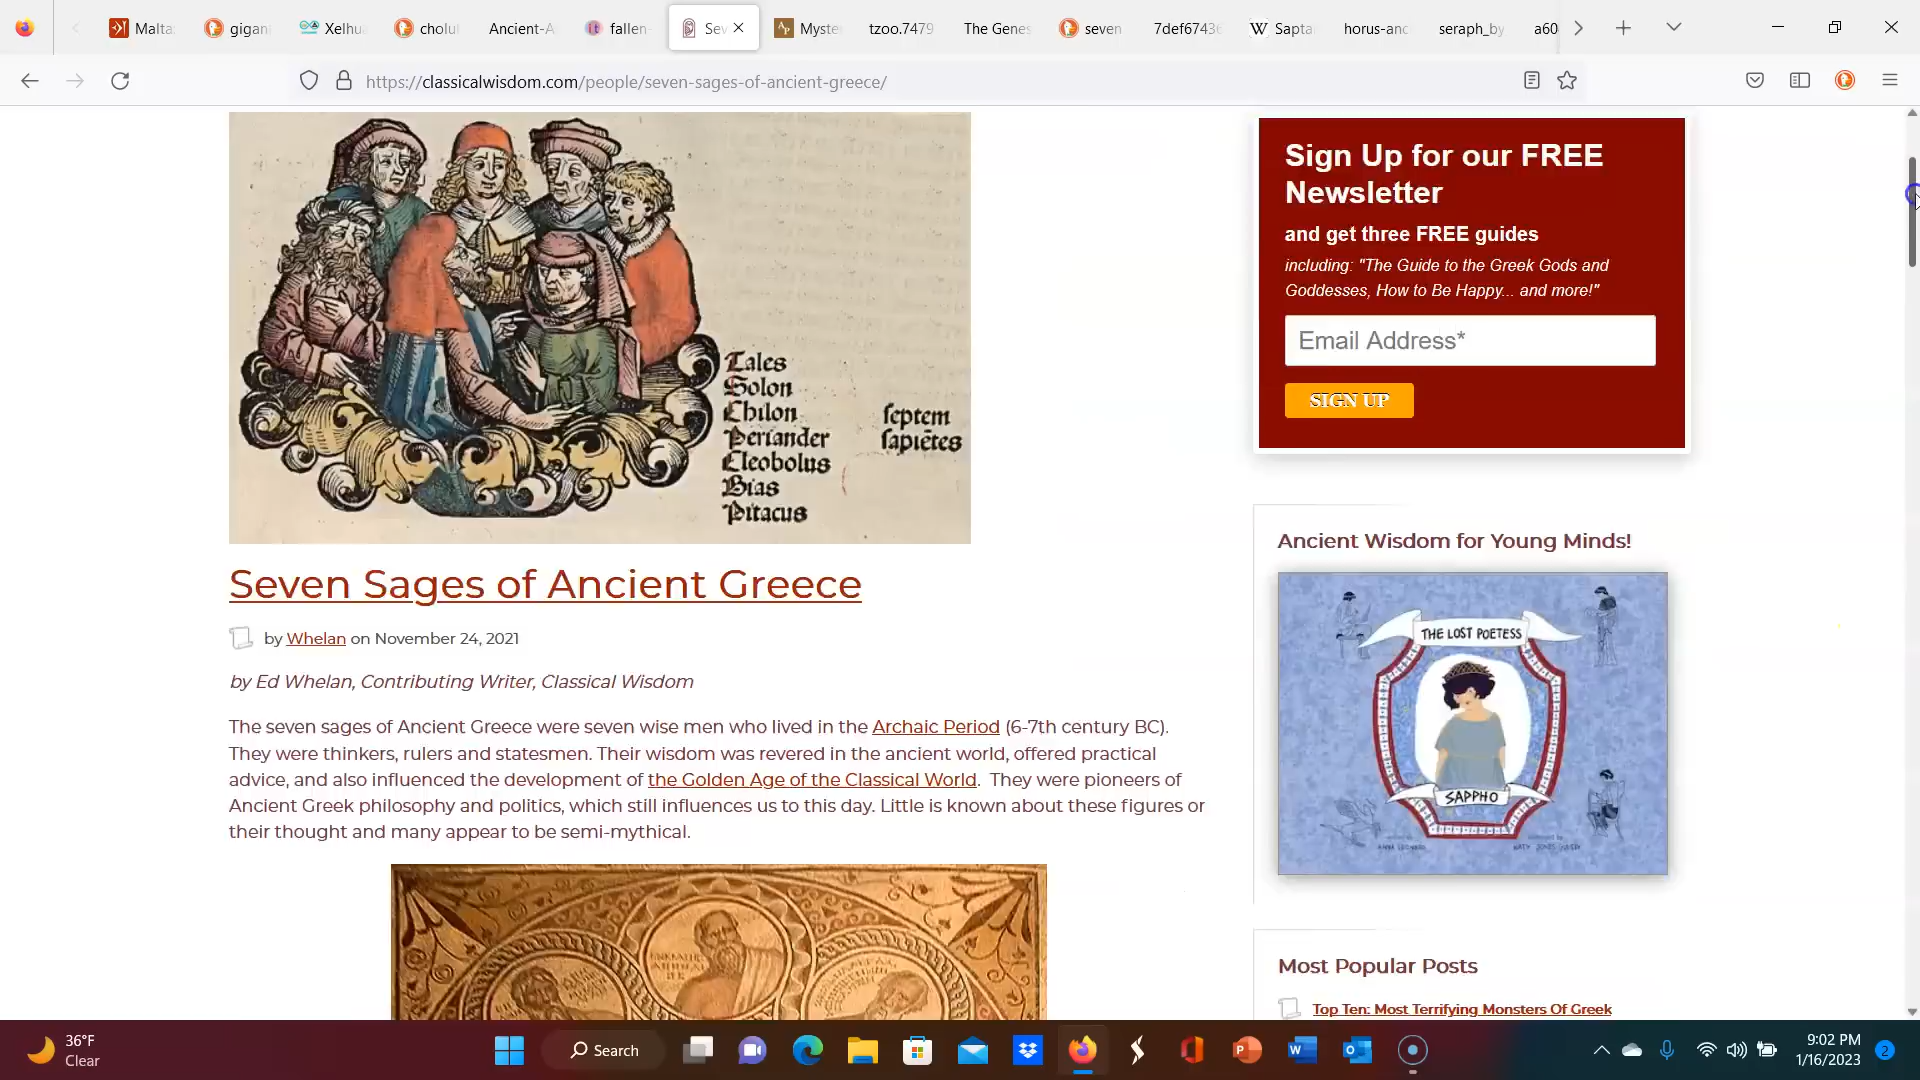 Malta
gigan
Xelhu
cholul
Ancient-A
fallen-
Sev
Myste
tzoo.7479
The Genes
seven
7def6743
W Sapta
horus-anc
seraph_by
a60
https://classicalwisdom.com/people/seven-sages-of-ancient-greece/
Tales
Solon
Chilon
Periander
Cleobolus
Bias
Pitacus
septem
sapiētes
Seven Sages of Ancient Greece
by Whelan on November 24, 2021
by Ed Whelan, Contributing Writer, Classical Wisdom
The seven sages of Ancient Greece were seven wise men who lived in the Archaic Period (6-7th century BC).
They were thinkers, rulers and statesmen. Their wisdom was revered in the ancient world, offered practical
advice, and also influenced the development of the Golden Age of the Classical World. They were pioneers of
Ancient Greek philosophy and politics, which still influences us to this day. Little is known about these figures or
their thought and many appear to be semi-mythical.
Sign Up for our FREE
Newsletter
and get three FREE guides
including: "The Guide to the Greek Gods and
Goddesses, How to Be Happy... and more!"
Email Address*
SIGN UP
Ancient Wisdom for Young Minds!
THE LOST POETESS
SAPPHO
Most Popular Posts
Top Ten: Most Terrifying Monsters Of Greek
36°F
Clear
Search
9:02 PM
1/16/2023
2